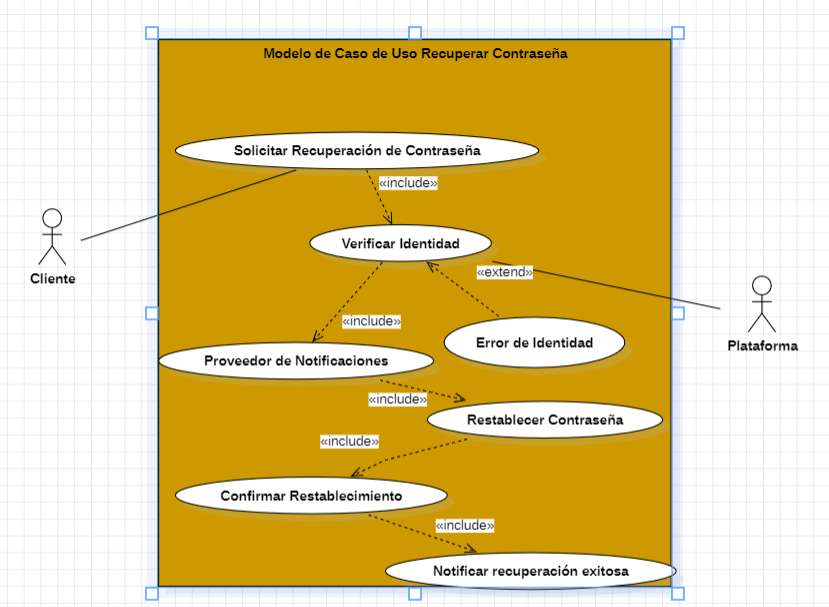 Modelo de Caso de Uso Recuperar Contraseña
Solicitar Recuperación de Contraseña
«include»
Verificar Identidad
Cliente
«extend»
«include»
Error de Identidad
Plataforma
Proveedor de Notificaciones
«include»
Restablecer Contraseña
«include»
Confirmar Restablecimiento
«include»
Notificar recuperación exitosa